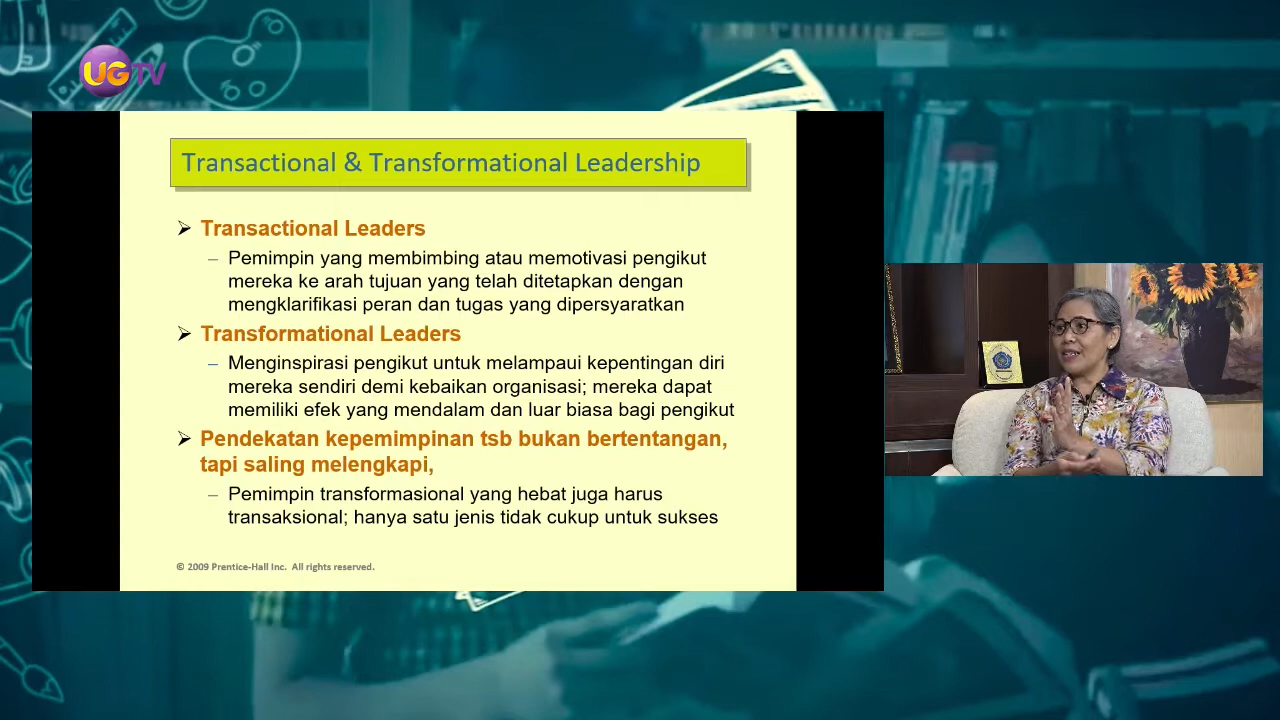 UGTV
Transactional & Transformational Leadership
Transactional Leaders
– Pemimpin yang membimbing atau memotivasi pengikut
mereka ke arah tujuan yang telah ditetapkan dengan
mengklarifikasi peran dan tugas yang dipersyaratkan
Transformational Leaders
– Menginspirasi pengikut untuk melampaui kepentingan diri
mereka sendiri demi kebaikan organisasi; mereka dapat
memiliki efek yang mendalam dan luar biasa bagi pengikut
Pendekatan kepemimpinan tsb bukan bertentangan,
tapi saling melengkapi,
– Pemimpin transformasional yang hebat juga harus
transaksional; hanya satu jenis tidak cukup untuk sukses
© 2009 Prentice-Hall Inc. All rights reserved.